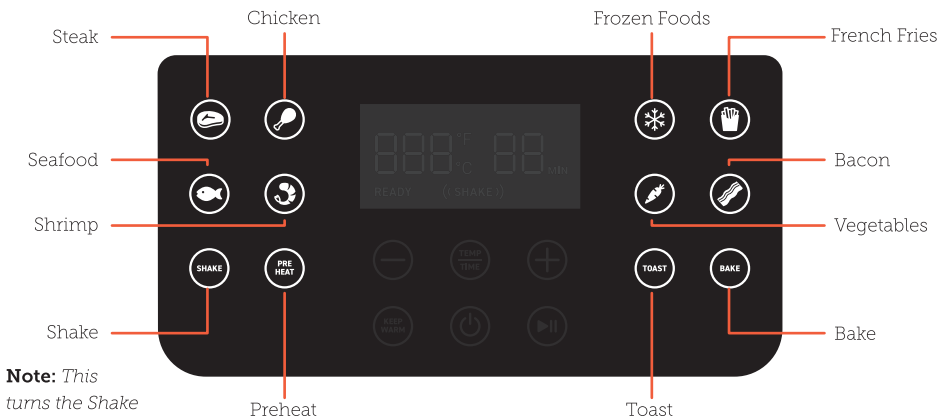 Chicken
Frozen Foods
Steak
French Fries
888 °F
°C
88 MIN
READY
((SHAKE))
Seafood
Bacon
Shrimp
Vegetables
SHAKE
PRE
HEAT
TEMP
TIME
TOAST
BAKE
KEEP
WARM
Shake
Bake
Note: This
turns the Shake
Preheat
Toast